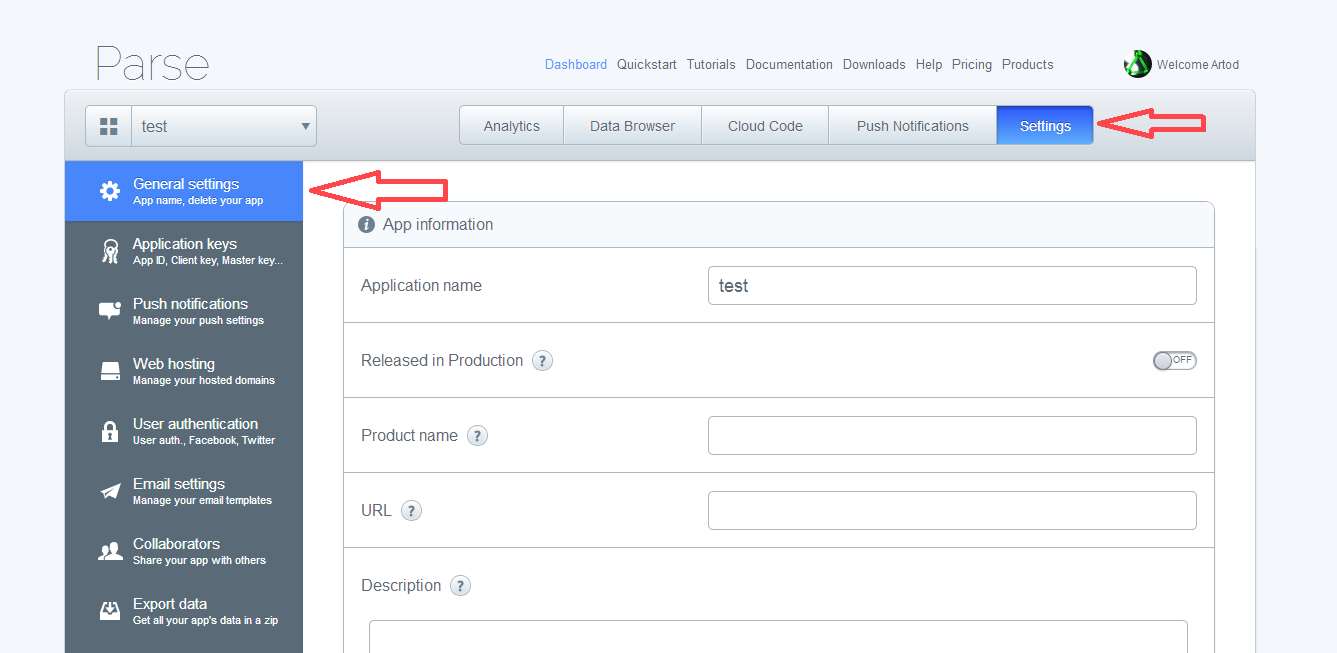 Parse
Dashboard Quickstart Tutorials Documentation Downloads Help Pricing Products
Welcome Artod
test
Analytics Data Browser Cloud Code Push Notifications Settings
General settings
App name, delete your app
Application keys
App ID, Client key, Master key...
Push notifications
Manage your push settings
Web hosting
Manage your hosted domains
User authentication
User auth., Facebook, Twitter
Email settings
Manage your email templates
Collaborators
Share your app with others
Export data
Get all your app's data in a zip
i App information
Application name test
Released in Production ? OFF
Product name ?
URL ?
Description ?